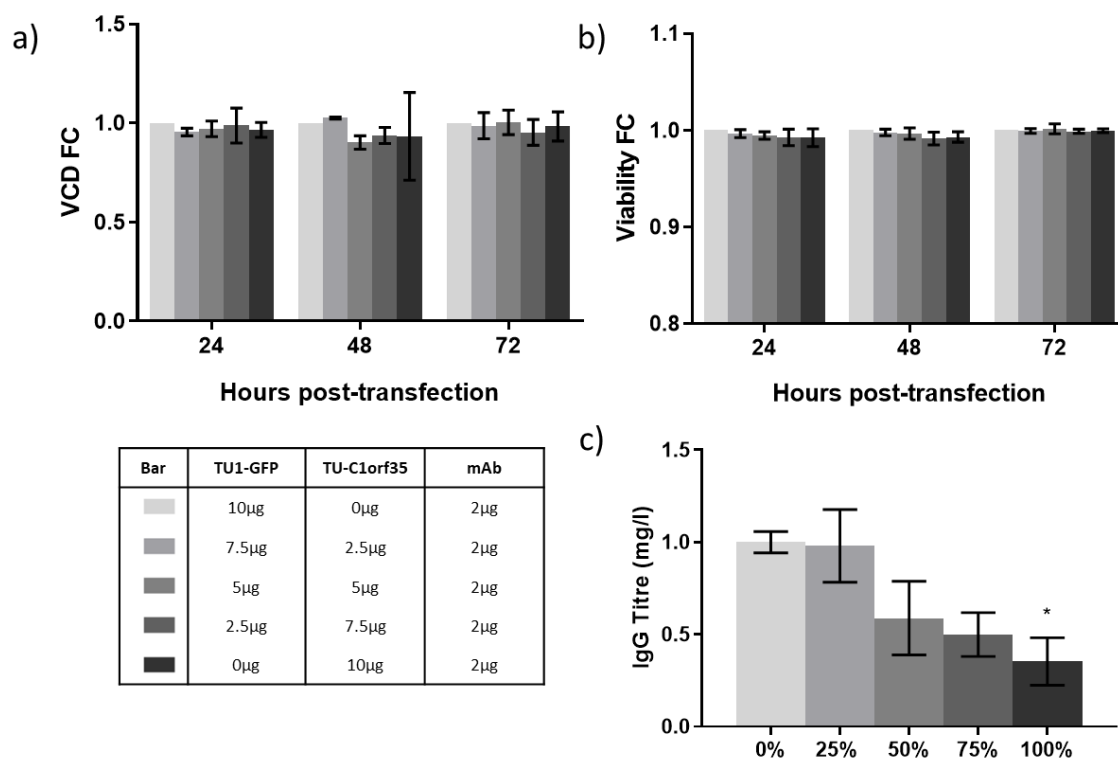 a)
1.5
1.0
0.5
0.0
VCD FC
24 48 72
Hours post-transfection
b)
1.1
1.0
0.9
0.8
Viability FC
24 48 72
Hours post-transfection
Bar TU1-GFP TU-C1orf35 mAb
10µg 0µg 2µg
7.5µg 2.5µg 2µg
5µg 5µg 2µg
2.5µg 7.5µg 2µg
0µg 10µg 2µg
c)
1.5
1.0
0.5
0.0
IgG Titre (mg/l)
*
0% 25% 50% 75% 100%